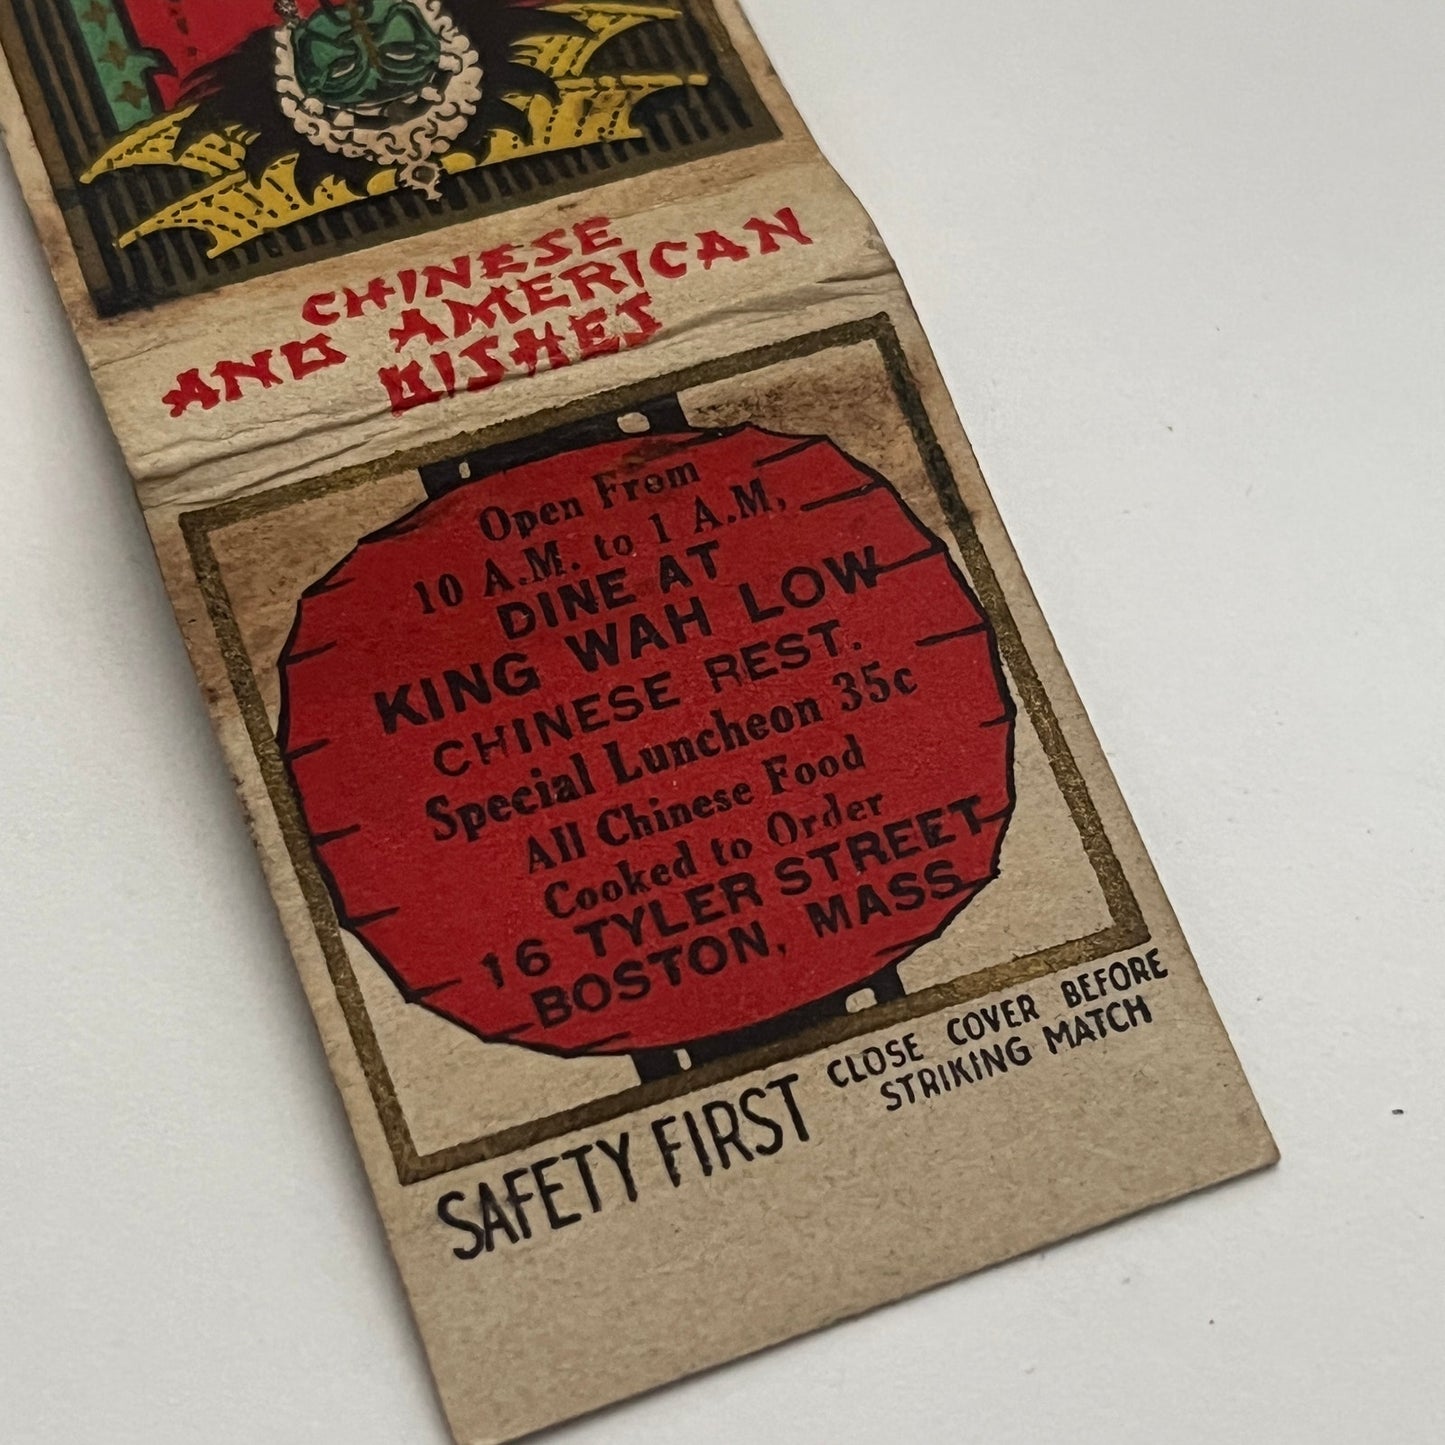 CHINESE
AND AMERICAN
DISHES
Open From
10 A.M. to 1 A.M.
DINE AT
KING WAH LOW
CHINESE REST.
Special Luncheon 35c
All Chinese Food
Cooked to Order
16 TYLER STREET
BOSTON, MASS.
SAFETY FIRST
CLOSE COVER BEFORE
STRIKING MATCH